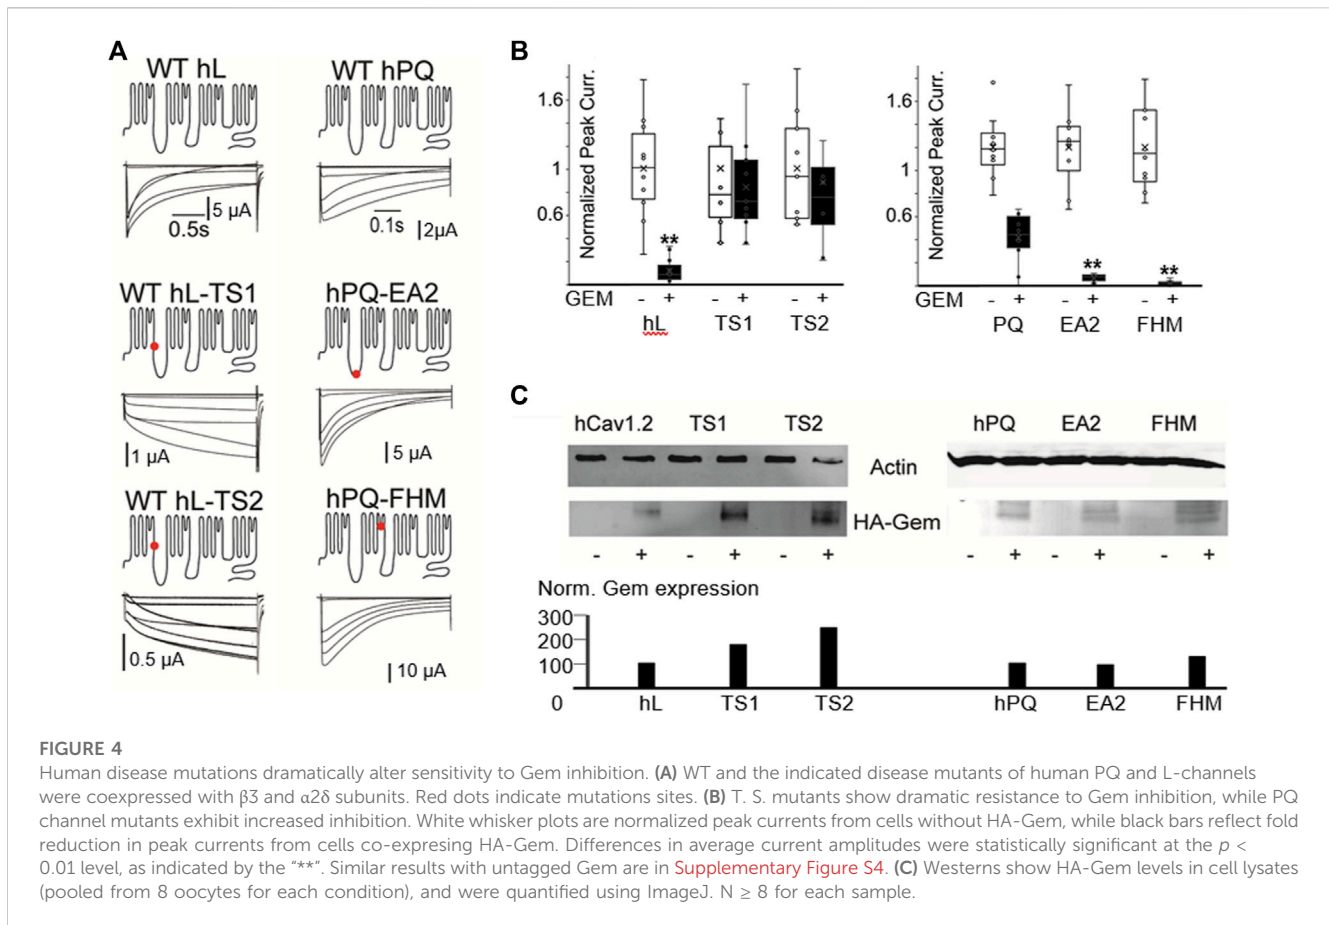 A
WT hL
WT hPQ
5 µA
0.5s
0.1s
2µA
WT hL-TS1
hPQ-EA2
1 µA
5 µA
WT hL-TS2
hPQ-FHM
0.5 µA
10 µA
B
Normalized Peak Curr.
1.6
1
0.6
**
GEM - + - + - +
hL TS1 TS2
Normalized Peak Curr.
1.6
1
0.6
**
**
GEM - + - + - +
PQ EA2 FHM
C
hCav1.2 TS1 TS2
hPQ EA2 FHM
Actin
HA-Gem
- + - + - +
- + - + - +
Norm. Gem expression
300
200
100
0
hL TS1 TS2
hPQ EA2 FHM
FIGURE 4
Human disease mutations dramatically alter sensitivity to Gem inhibition. (A) WT and the indicated disease mutants of human PQ and L-channels
were coexpressed with β3 and α2δ subunits. Red dots indicate mutations sites. (B) T. S. mutants show dramatic resistance to Gem inhibition, while PQ
channel mutants exhibit increased inhibition. White whisker plots are normalized peak currents from cells without HA-Gem, while black bars reflect fold
reduction in peak currents from cells co-expresing HA-Gem. Differences in average current amplitudes were statistically significant at the p <
0.01 level, as indicated by the "**". Similar results with untagged Gem are in Supplementary Figure S4. (C) Westerns show HA-Gem levels in cell lysates
(pooled from 8 oocytes for each condition), and were quantified using ImageJ. N ≥ 8 for each sample.